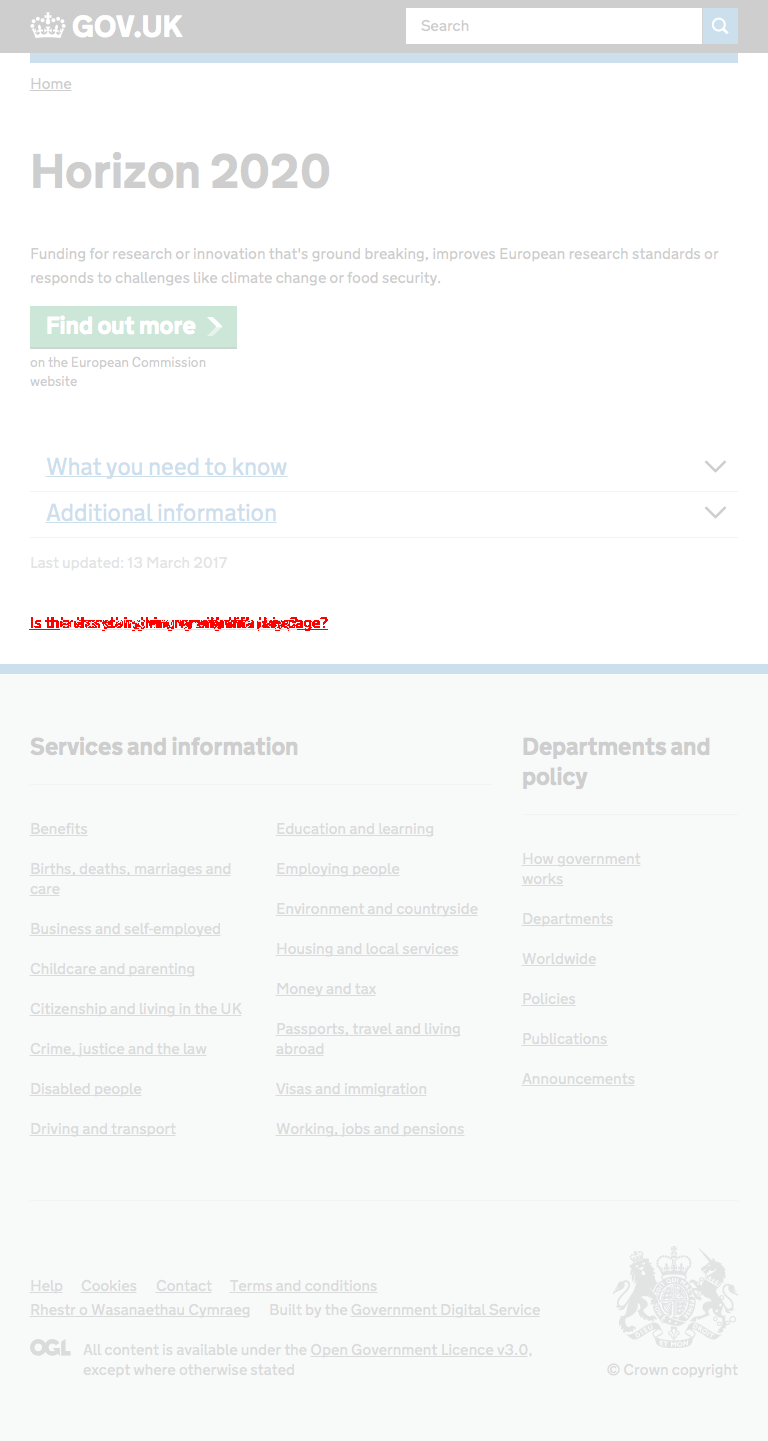 GOV.UK
Search
Home
Horizon 2020
Funding for research or innovation that's ground breaking, improves European research standards or
responds to challenges like climate change or food security.
Find out more
on the European Commission
website
What you need to know
Additional information
Last updated: 13 March 2017
Services and information
Benefits
Births, deaths, marriages and
care
Business and self-employed
Childcare and parenting
Citizenship and living in the UK
Crime, justice and the law
Disabled people
Driving and transport
Education and learning
Employing people
Environment and countryside
Housing and local services
Money and tax
Passports, travel and living
abroad
Visas and immigration
Working, jobs and pensions
Departments and
policy
How government
works
Departments
Worldwide
Policies
Publications
Announcements
Help Cookies Contact Terms and conditions
Rhestr o Wasanaethau Cymraeg Built by the Government Digital Service
OGL All content is available under the Open Government Licence v3.0,
except where otherwise stated
© Crown copyright